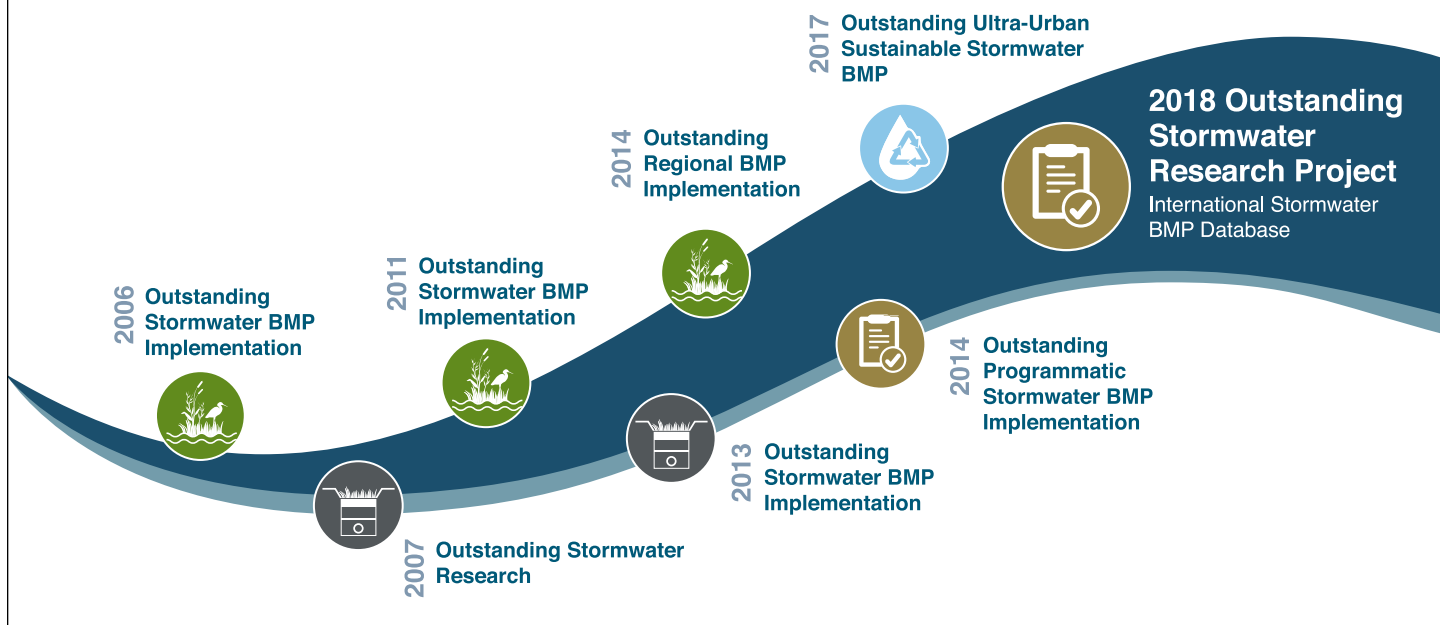 2006
Outstanding
Stormwater BMP
Implementation
2007
Outstanding Stormwater
Research
2011
Outstanding
Stormwater BMP
Implementation
2013
Outstanding
Stormwater BMP
Implementation
2014
Outstanding
Regional BMP
Implementation
2014
Outstanding
Programmatic
Stormwater BMP
Implementation
2017
Outstanding Ultra-Urban
Sustainable Stormwater
BMP
2018 Outstanding
Stormwater
Research Project
International Stormwater
BMP Database